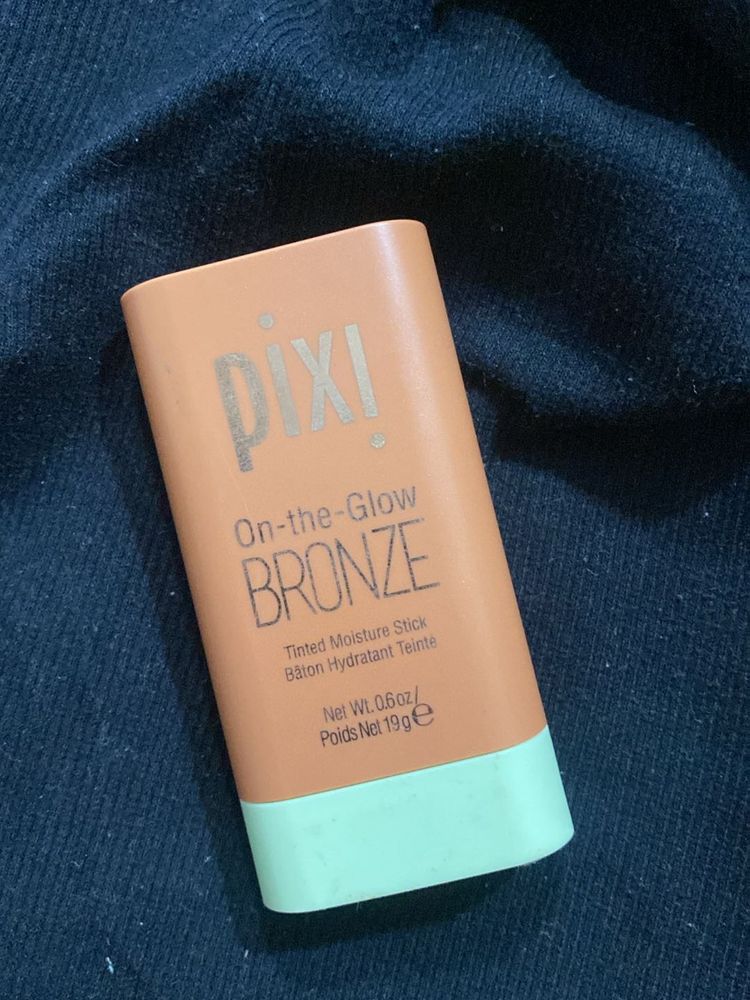 pixi
On-the-Glow
BRONZE
Tinted Moisture Stick
Bâton Hydratant Teinté
Net Wt. 0.6 oz/
Poids Net 19 g ℮